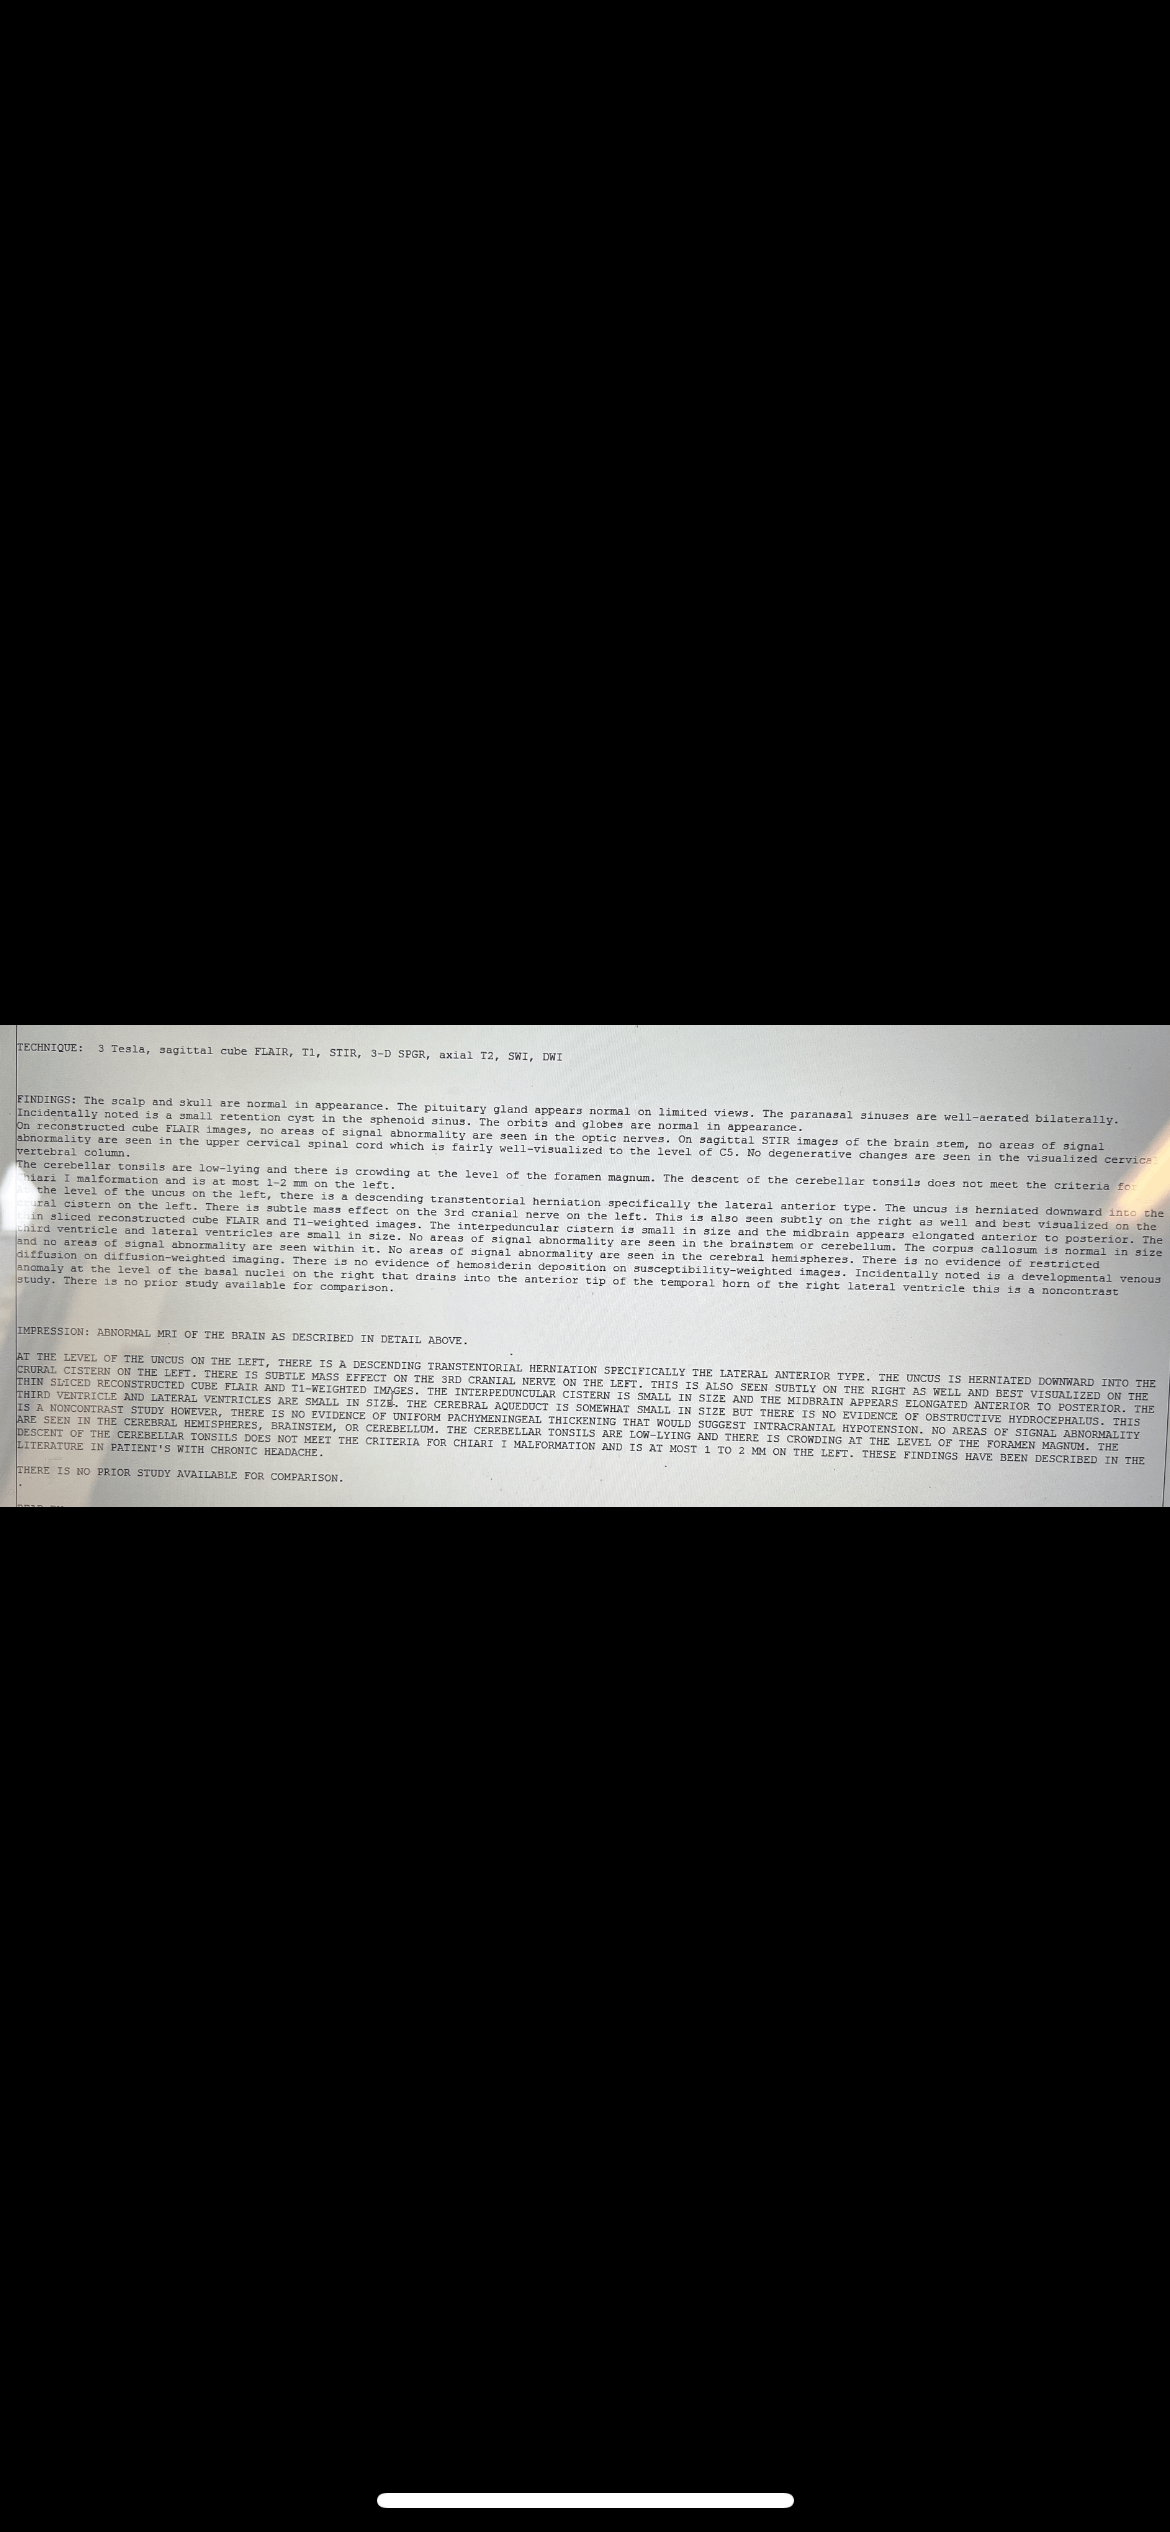 TECHNIQUE: 3 Tesla, sagittal cube FLAIR, T1, STIR, 3-D SPGR, axial T2, SWI, DWI
FINDINGS: The scalp and skull are normal in appearance. The pituitary gland appears normal on limited views. The paranasal sinuses are well-aerated bilaterally.
Incidentally noted is a small retention cyst in the sphenoid sinus. The orbits and globes are normal in appearance.
On reconstructed cube FLAIR images, no areas of signal abnormality are seen in the optic nerves. On sagittal STIR images of the brain stem, no areas of signal
abnormality are seen in the upper cervical spinal cord which is fairly well-visualized to the level of C5. No degenerative changes are seen in the visualized cervical
vertebral column.
The cerebellar tonsils are low-lying and there is crowding at the level of the foramen magnum. The descent of the cerebellar tonsils does not meet the criteria for
Chiari I malformation and is at most 1-2 mm on the left.
the level of the uncus on the left, there is a descending transtentorial herniation specifically the lateral anterior type. The uncus is herniated downward into the
crural cistern on the left. There is subtle mass effect on the 3rd cranial nerve on the left. This is also seen subtly on the right as well and best visualized on the
thin sliced reconstructed cube FLAIR and T1-weighted images. The interpeduncular cistern is small in size and the midbrain appears elongated anterior to posterior. The
third ventricle and lateral ventricles are small in size. No areas of signal abnormality are seen in the brainstem or cerebellum. The corpus callosum is normal in size
and no areas of signal abnormality are seen within it. No areas of signal abnormality are seen in the cerebral hemispheres. There is no evidence of restricted
diffusion on diffusion-weighted imaging. There is no evidence of hemosiderin deposition on susceptibility-weighted images. Incidentally noted is a developmental venous
anomaly at the level of the basal nuclei on the right that drains into the anterior tip of the temporal horn of the right lateral ventricle this is a noncontrast
study. There is no prior study available for comparison.
IMPRESSION: ABNORMAL MRI OF THE BRAIN AS DESCRIBED IN DETAIL ABOVE.
AT THE LEVEL OF THE UNCUS ON THE LEFT, THERE IS A DESCENDING TRANSTENTORIAL HERNIATION SPECIFICALLY THE LATERAL ANTERIOR TYPE. THE UNCUS IS HERNIATED DOWNWARD INTO THE
CRURAL CISTERN ON THE LEFT. THERE IS SUBTLE MASS EFFECT ON THE 3RD CRANIAL NERVE ON THE LEFT. THIS IS ALSO SEEN SUBTLY ON THE RIGHT AS WELL AND BEST VISUALIZED ON THE
THIN SLICED RECONSTRUCTED CUBE FLAIR AND T1-WEIGHTED IMAGES. THE INTERPEDUNCULAR CISTERN IS SMALL IN SIZE AND THE MIDBRAIN APPEARS ELONGATED ANTERIOR TO POSTERIOR. THE
THIRD VENTRICLE AND LATERAL VENTRICLES ARE SMALL IN SIZE. THE CEREBRAL AQUEDUCT IS SOMEWHAT SMALL IN SIZE BUT THERE IS NO EVIDENCE OF OBSTRUCTIVE HYDROCEPHALUS. THIS
IS A NONCONTRAST STUDY HOWEVER, THERE IS NO EVIDENCE OF UNIFORM PACHYMENINGEAL THICKENING THAT WOULD SUGGEST INTRACRANIAL HYPOTENSION. NO AREAS OF SIGNAL ABNORMALITY
ARE SEEN IN THE CEREBRAL HEMISPHERES, BRAINSTEM, OR CEREBELLUM. THE CEREBELLAR TONSILS ARE LOW-LYING AND THERE IS CROWDING AT THE LEVEL OF THE FORAMEN MAGNUM. THE
DESCENT OF THE CEREBELLAR TONSILS DOES NOT MEET THE CRITERIA FOR CHIARI I MALFORMATION AND IS AT MOST 1 TO 2 MM ON THE LEFT. THESE FINDINGS HAVE BEEN DESCRIBED IN THE
LITERATURE IN PATIENT'S WITH CHRONIC HEADACHE.
THERE IS NO PRIOR STUDY AVAILABLE FOR COMPARISON.